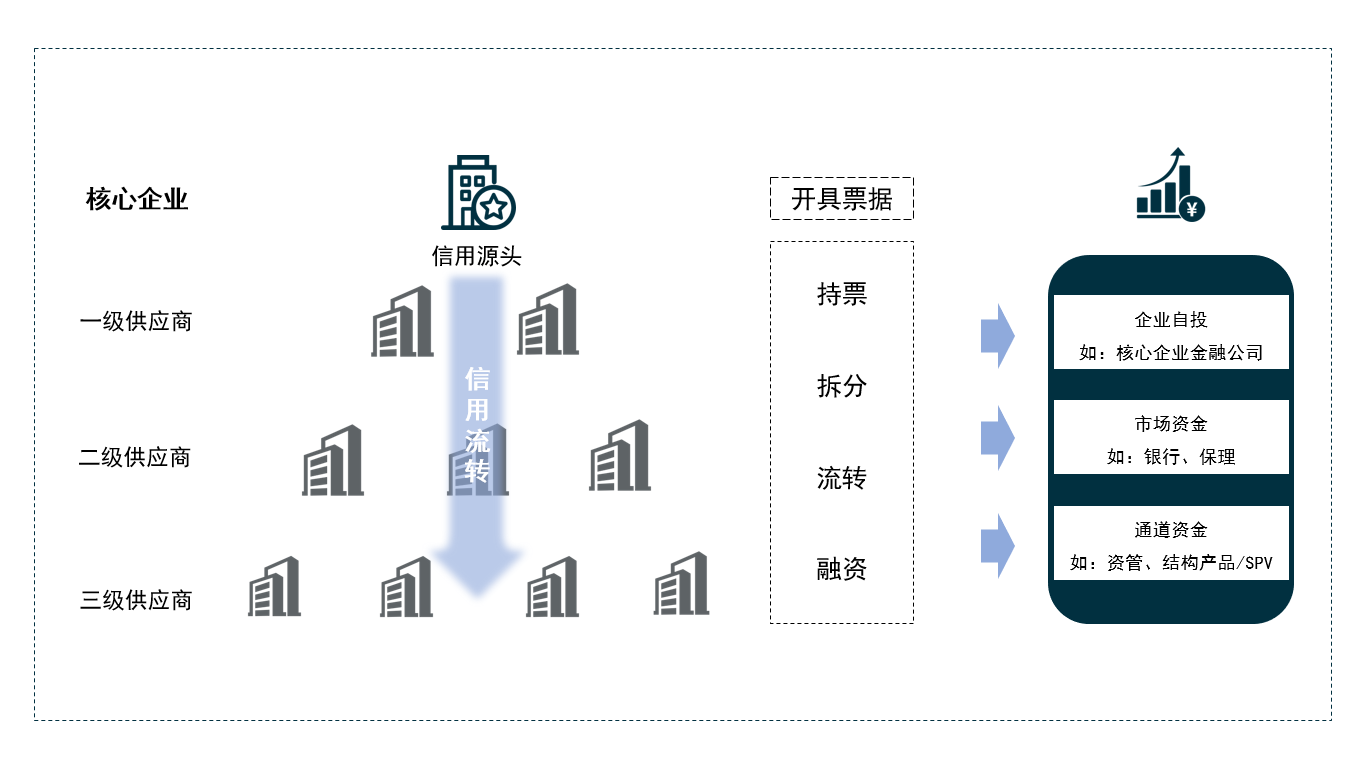 核心企业
信用源头
开具票据
¥
一级供应商
信用流转
二级供应商
三级供应商
持票
拆分
流转
融资
企业自投
如：核心企业金融公司
市场资金
如：银行、保理
通道资金
如：资管、结构产品/SPV